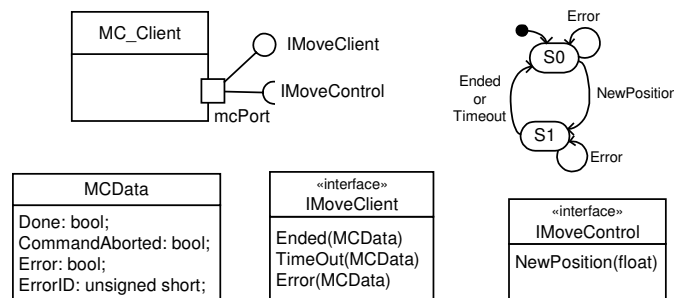 MC_Client
IMoveClient
IMoveControl
mcPort
Error
S0
Ended
or
Timeout
NewPosition
S1
Error
MCData
Done: bool;
CommandAborted: bool;
Error: bool;
ErrorID: unsigned short;
«interface»
IMoveClient
Ended(MCData)
TimeOut(MCData)
Error(MCData)
«interface»
IMoveControl
NewPosition(float)